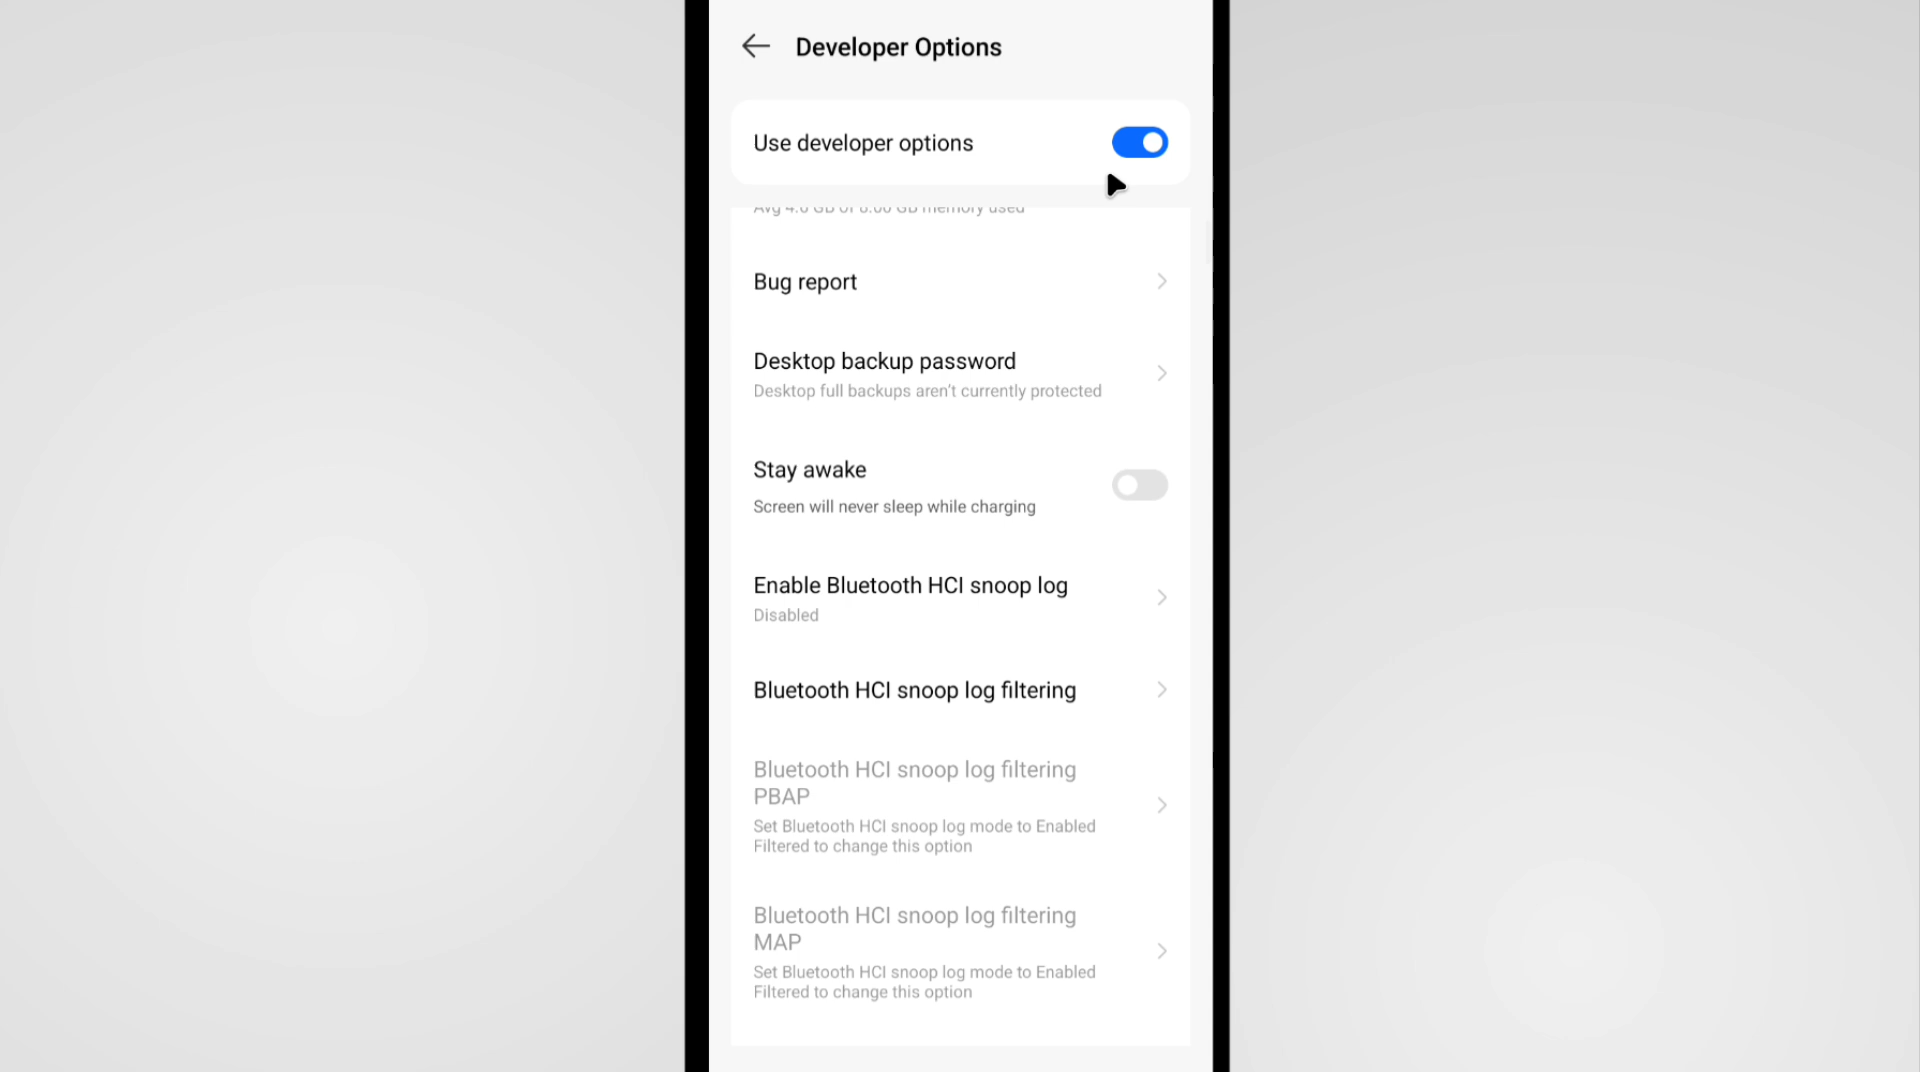 Developer Options
Use developer options
GB memory used
Bug report
Desktop backup password
Desktop full backups aren’t currently protected
Stay awake
Screen will never sleep while charging
Enable Bluetooth HCI snoop log
Disabled
Bluetooth HCI snoop log filtering
Bluetooth HCI snoop log filtering
PBAP
Set Bluetooth HCI snoop log mode to Enabled
Filtered to change this option
Bluetooth HCI snoop log filtering
MAP
Set Bluetooth HCI snoop log mode to Enabled
Filtered to change this option